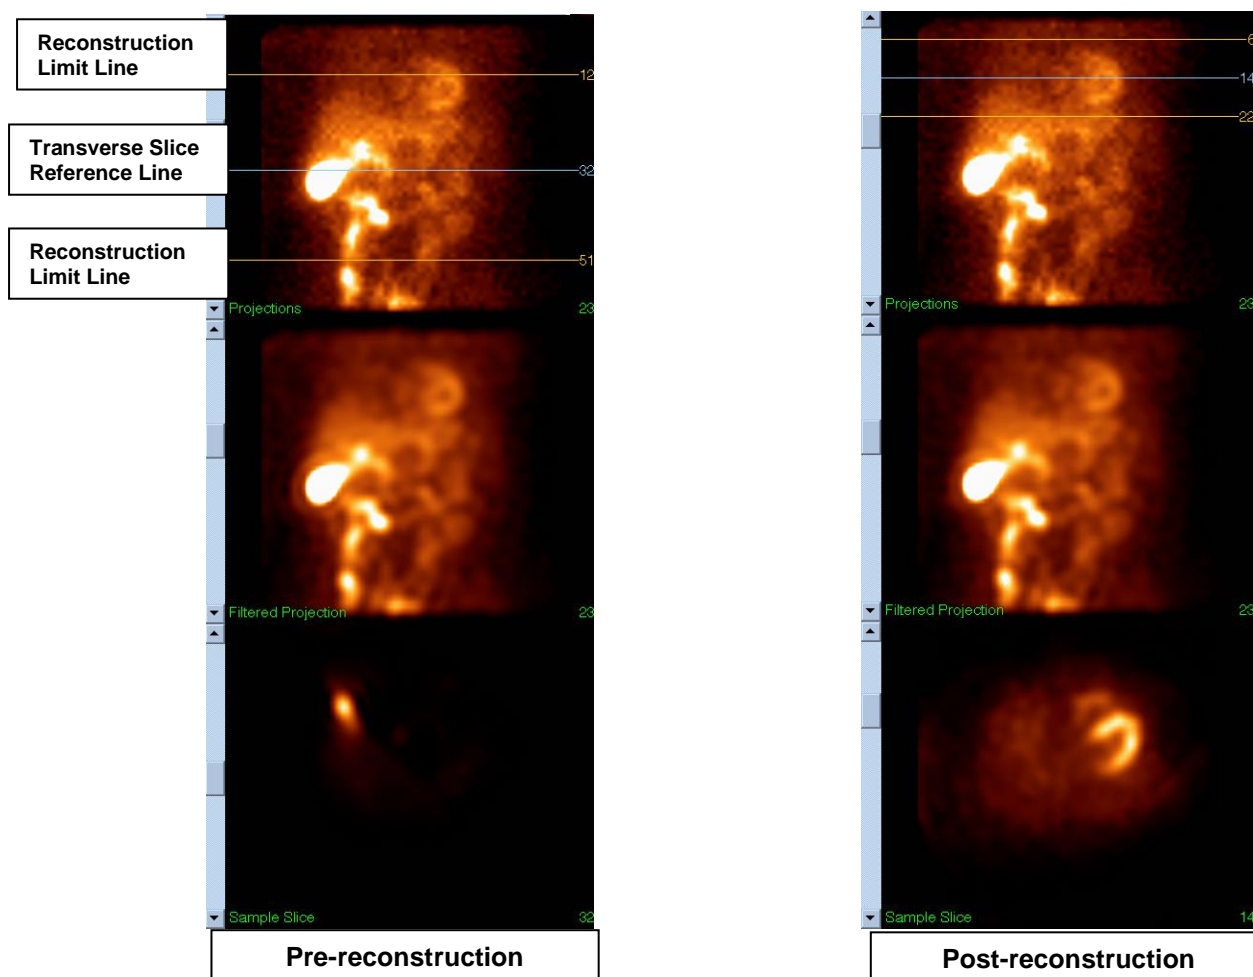 Reconstruction
Limit Line
Transverse Slice
Reference Line
Reconstruction
Limit Line
12
32
51
Projections 23
Filtered Projection 23
Sample Slice 32
Pre-reconstruction
6
14
22
Projections 23
Filtered Projection 23
Sample Slice 14
Post-reconstruction